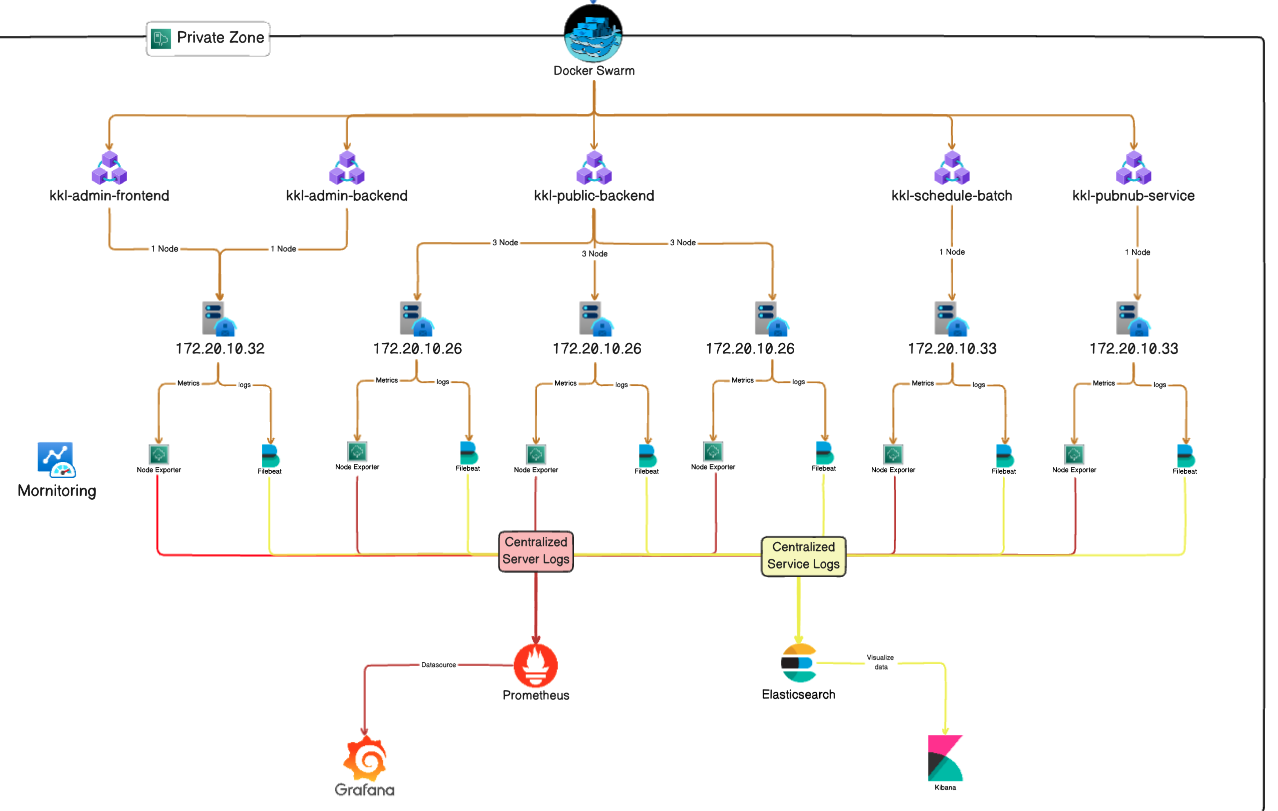 Private Zone
Docker Swarm
kkl-admin-frontend
kkl-admin-backend
kkl-public-backend
kkl-schedule-batch
kkl-pubnub-service
1 Node
1 Node
3 Node
3 Node
3 Node
1 Node
1 Node
172.20.10.32
172.20.10.26
172.20.10.26
172.20.10.26
172.20.10.33
172.20.10.33
Metrics
logs
Metrics
logs
Metrics
logs
Metrics
logs
Metrics
logs
Metrics
logs
Node Exporter
Filebeat
Node Exporter
Filebeat
Node Exporter
Filebeat
Node Exporter
Filebeat
Node Exporter
Filebeat
Node Exporter
Filebeat
Mornitoring
Centralized
Server Logs
Centralized
Service Logs
Datasource
Prometheus
Visualize
data
Elasticsearch
Grafana
Kibana